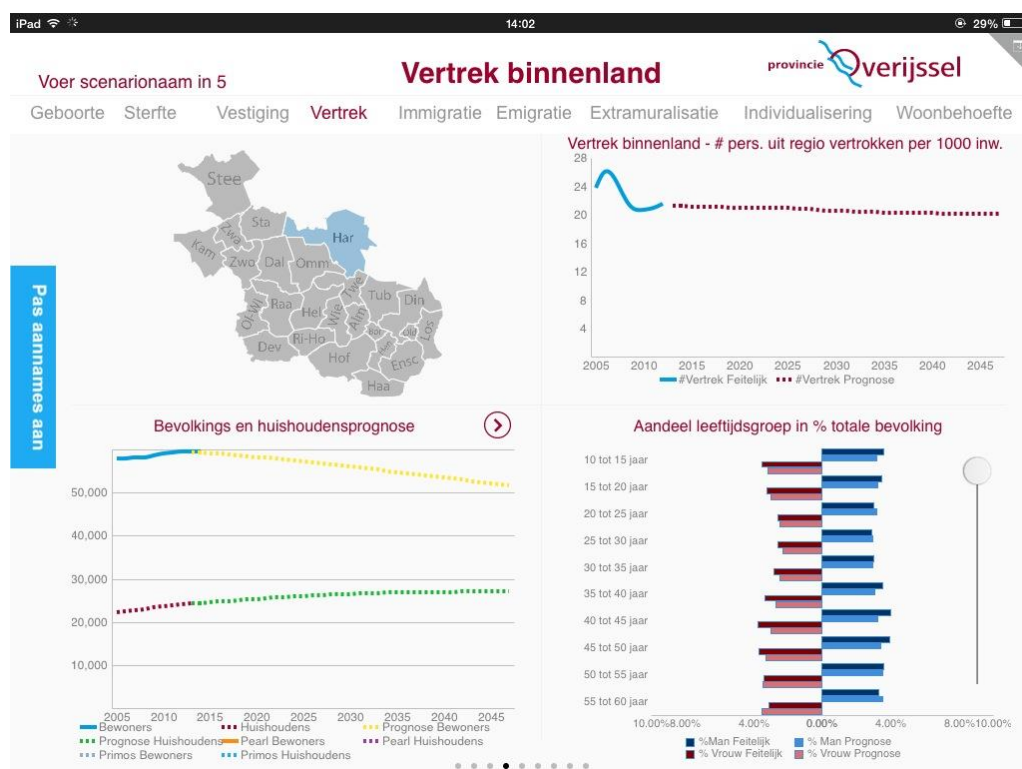 iPad 14:02 29%
Voer scenarionaam in 5
Vertrek binnenland
provincie Overijssel
Geboorte Sterfte Vestiging Vertrek Immigratie Emigratie Extramuralisatie Individualisering Woonbehoefte
Pas aannames aan
Stee
Sta
Har
Zwa
Kam
Zwo Dal Omm
Twe
Tub Din
Ol-Wi Raa Hel Wie Alm
Los
Dev Ri-Ho
Hof
Ensc
Haa
Vertrek binnenland - # pers. uit regio vertrokken per 1000 inw.
28
24
20
16
12
8
4
2005 2010 2015 2020 2025 2030 2035 2040 2045
#Vertrek Feitelijk #Vertrek Prognose
Bevolkings en huishoudensprognose
50,000
40,000
30,000
20,000
10,000
2005 2010 2015 2020 2025 2030 2035 2040 2045
Bewoners Huishoudens Prognose Bewoners
Prognose Huishoudens Pearl Bewoners Pearl Huishoudens
Primos Bewoners Primos Huishoudens
Aandeel leeftijdsgroep in % totale bevolking
10 tot 15 jaar
15 tot 20 jaar
20 tot 25 jaar
25 tot 30 jaar
30 tot 35 jaar
35 tot 40 jaar
40 tot 45 jaar
45 tot 50 jaar
50 tot 55 jaar
55 tot 60 jaar
10.00% 8.00% 4.00% 0.00% 4.00% 8.00% 10.00%
%Man Feitelijk % Man Prognose
% Vrouw Feitelijk % Vrouw Prognose